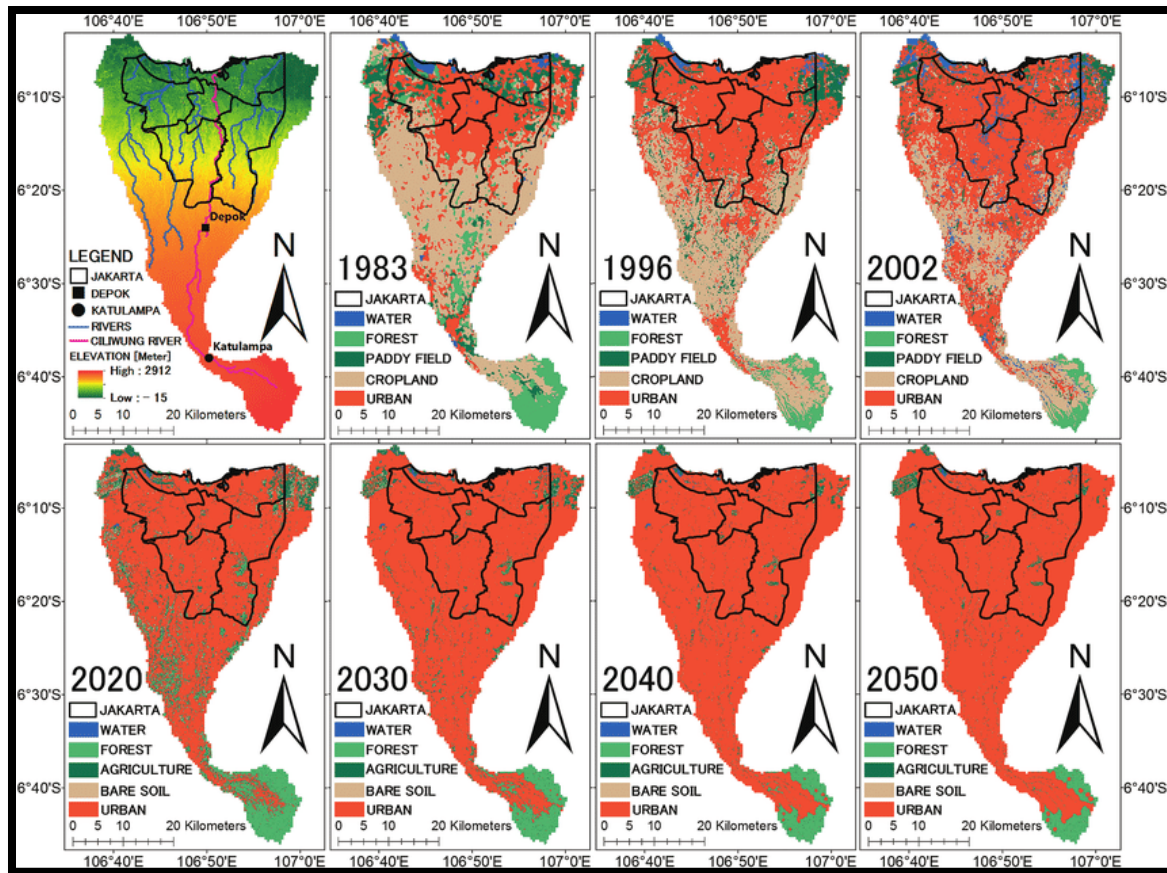 106°40'E 106°50'E 107°0'E 106°40'E 106°50'E 107°0'E 106°40'E 106°50'E 107°0'E 106°40'E 106°50'E 107°0'E
6°10'S
6°20'S
6°30'S
6°40'S
Depok
Katulampa
N
LEGEND
JAKARTA
DEPOK
KATULAMPA
RIVERS
CILIWUNG RIVER
ELEVATION [Meter]
High : 2912
Low : - 15
0 5 10 20 Kilometers
N
1983
JAKARTA
WATER
FOREST
PADDY FIELD
CROPLAND
URBAN
0 5 10 20 Kilometers
N
1996
JAKARTA
WATER
FOREST
PADDY FIELD
CROPLAND
URBAN
0 5 10 20 Kilometers
N
2002
JAKARTA
WATER
FOREST
PADDY FIELD
CROPLAND
URBAN
0 5 10 20 Kilometers
6°10'S
6°20'S
6°30'S
6°40'S
6°10'S
6°20'S
6°30'S
6°40'S
N
2020
JAKARTA
WATER
FOREST
AGRICULTURE
BARE SOIL
URBAN
0 5 10 20 Kilometers
N
2030
JAKARTA
WATER
FOREST
AGRICULTURE
BARE SOIL
URBAN
0 5 10 20 Kilometers
N
2040
JAKARTA
WATER
FOREST
AGRICULTURE
BARE SOIL
URBAN
0 5 10 20 Kilometers
N
2050
JAKARTA
WATER
FOREST
AGRICULTURE
BARE SOIL
URBAN
0 5 10 20 Kilometers
6°10'S
6°20'S
6°30'S
6°40'S
106°40'E 106°50'E 107°0'E 106°40'E 106°50'E 107°0'E 106°40'E 106°50'E 107°0'E 106°40'E 106°50'E 107°0'E